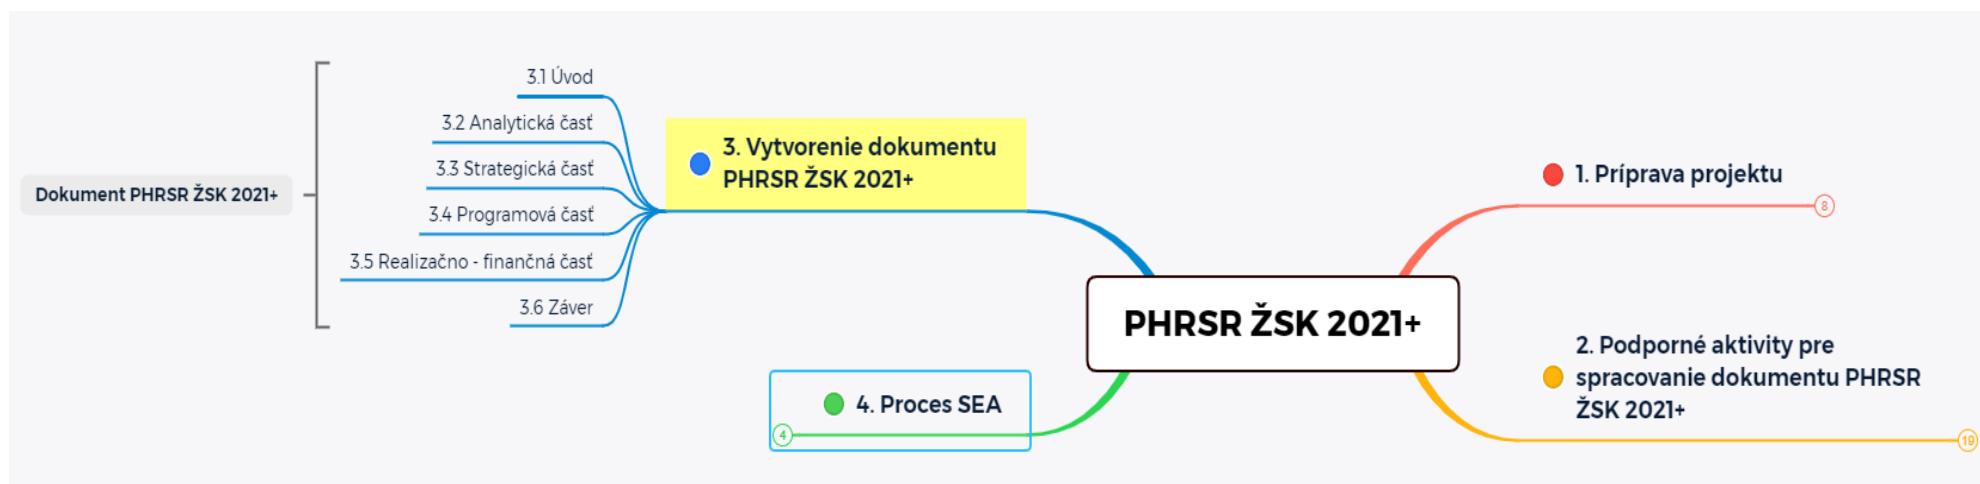 Dokument PHRSR ŽSK 2021+
3.1 Úvod
3.2 Analytická časť
3.3 Strategická časť
3.4 Programová časť
3.5 Realizačno - finančná časť
3.6 Záver
3. Vytvorenie dokumentu
PHRSR ŽSK 2021+
4. Proces SEA
4
PHRSR ŽSK 2021+
1. Príprava projektu
8
2. Podporné aktivity pre
spracovanie dokumentu PHRSR
ŽSK 2021+
19